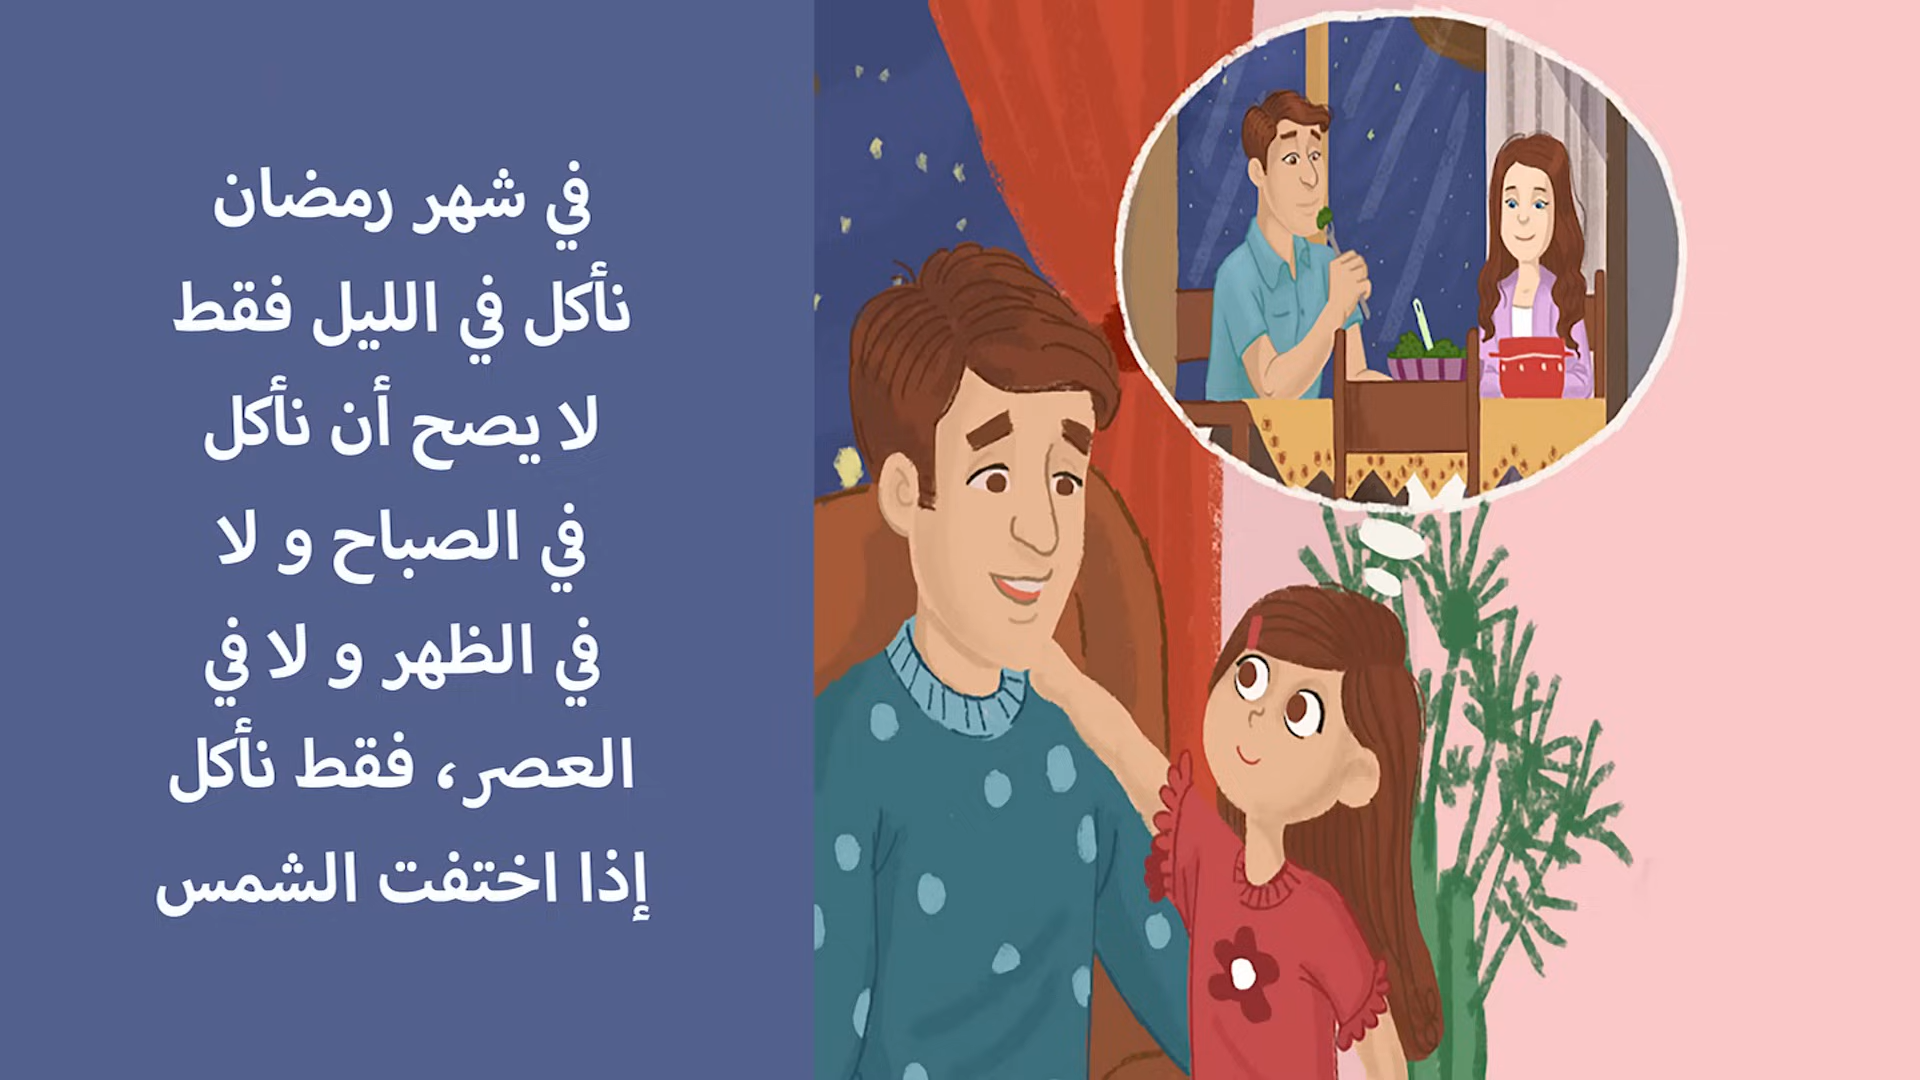 في شهر رمضان
نأكل في الليل فقط
لا يصح أن نأكل
في الصباح و لا
في الظهر و لا في
العصر، فقط نأكل
إذا اختفت الشمس